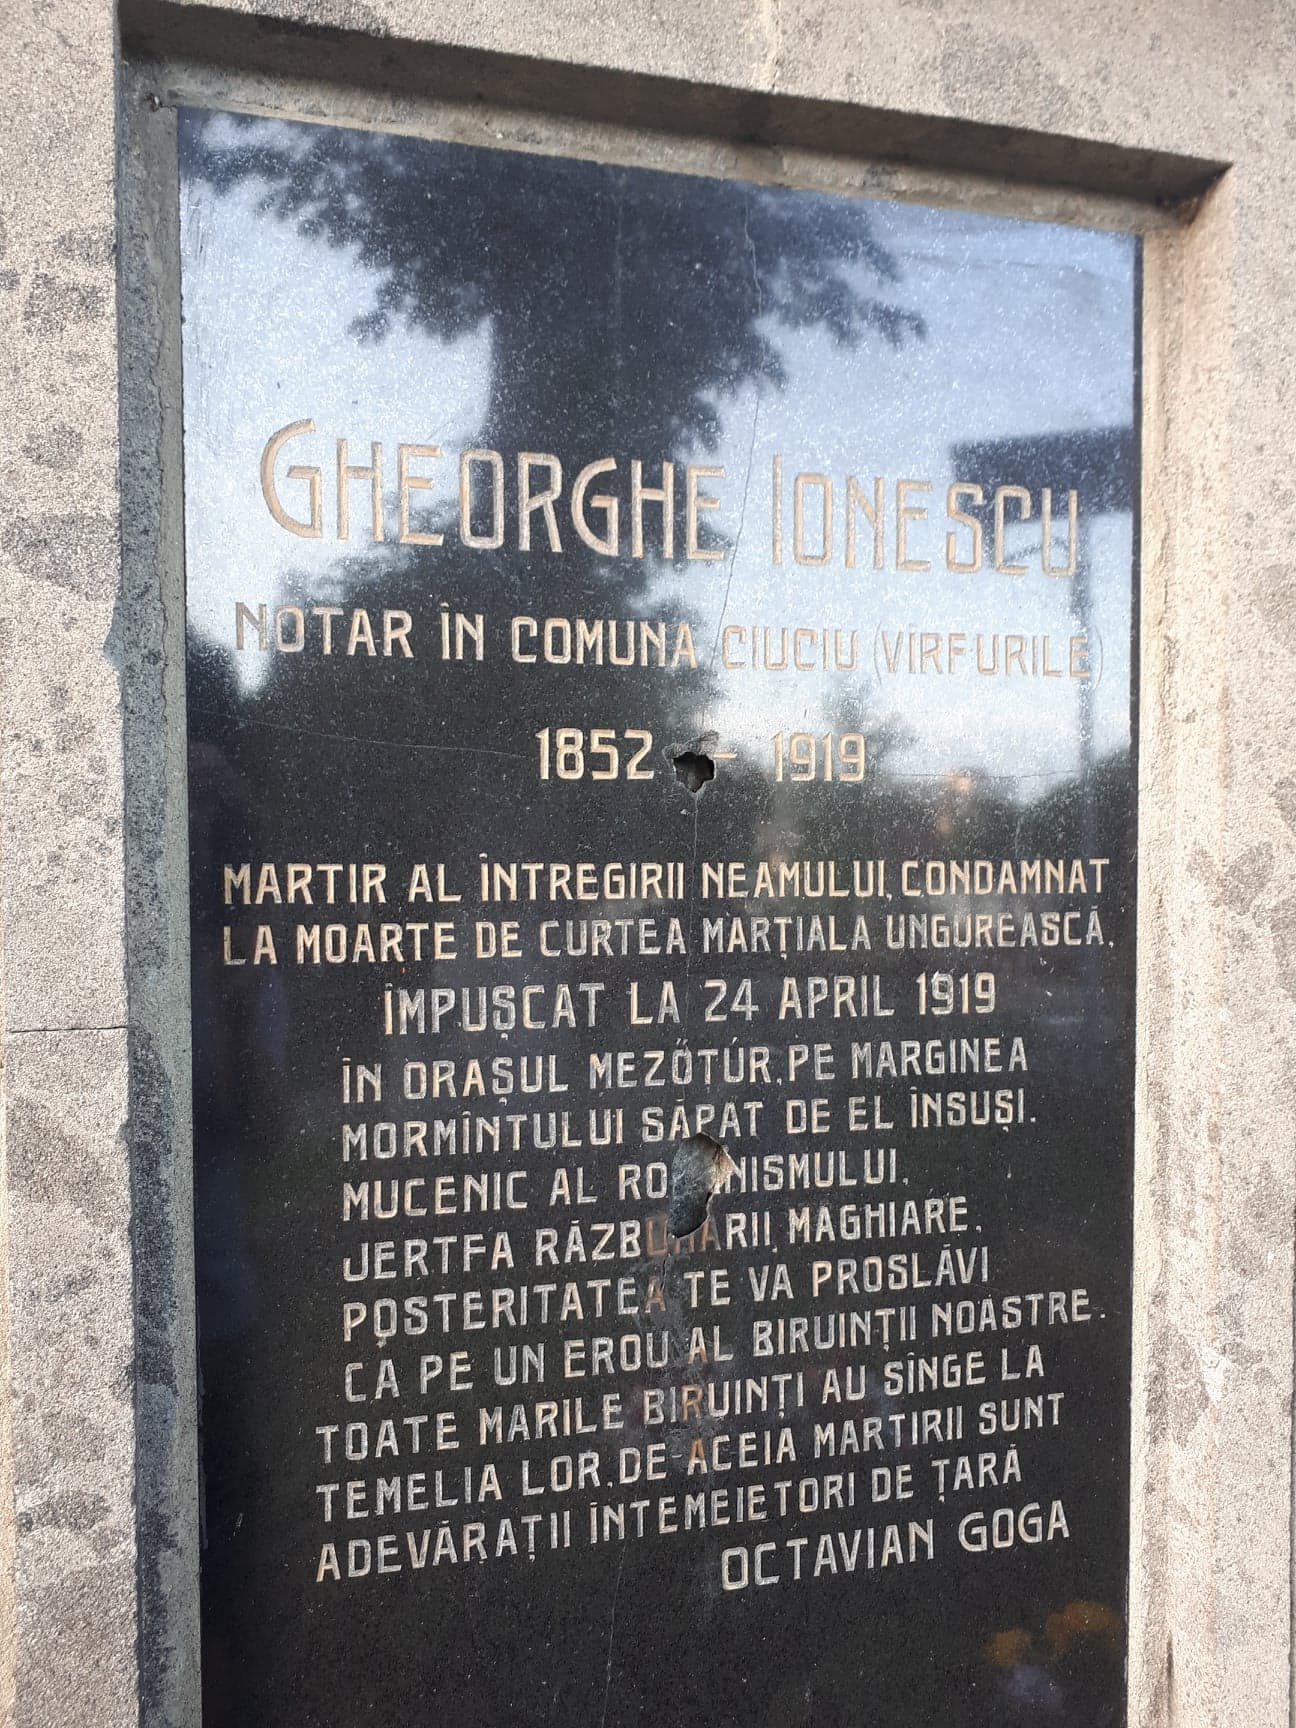 GHEORGHE IONESCU
NOTAR ÎN COMUNA CIUCIU (VÎRFURILE)
1852 - 1919
MARTIR AL ÎNTREGIRII NEAMULUI, CONDAMNAT
LA MOARTE DE CURTEA MARȚIALA UNGUREASCĂ,
ÎMPUȘCAT LA 24 APRIL 1919
ÎN ORAȘUL MEZŐTÚR, PE MARGINEA
MORMÎNTULUI SĂPAT DE EL ÎNSUȘI.
MUCENIC AL ROMÂNISMULUI,
JERTFA RĂZBUNĂRII MAGHIARE,
POSTERITATEA TE VA PROSLĂVI
CA PE UN EROU AL BIRUINȚII NOASTRE.
TOATE MARILE BIRUINȚI AU SÎNGE LA
TEMELIA LOR, DE-ACEIA MARTIRII SUNT
ADEVĂRAȚII ÎNTEMEIETORI DE ȚARĂ
OCTAVIAN GOGA